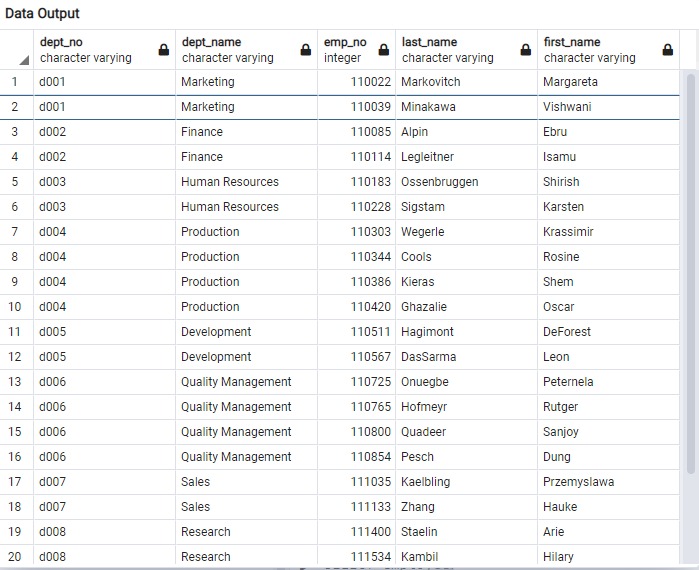 Data Output
dept_no dept_name emp_no last_name first_name
character varying character varying integer character varying character varying
1 d001 Marketing 110022 Markovitch Margareta
2 d001 Marketing 110039 Minakawa Vishwani
3 d002 Finance 110085 Alpin Ebru
4 d002 Finance 110114 Legleitner Isamu
5 d003 Human Resources 110183 Ossenbruggen Shirish
6 d003 Human Resources 110228 Sigstam Karsten
7 d004 Production 110303 Wegerle Krassimir
8 d004 Production 110344 Cools Rosine
9 d004 Production 110386 Kieras Shem
10 d004 Production 110420 Ghazalie Oscar
11 d005 Development 110511 Hagimont DeForest
12 d005 Development 110567 DasSarma Leon
13 d006 Quality Management 110725 Onuegbe Peternela
14 d006 Quality Management 110765 Hofmeyr Rutger
15 d006 Quality Management 110800 Quadeer Sanjoy
16 d006 Quality Management 110854 Pesch Dung
17 d007 Sales 111035 Kaelbling Przemyslawa
18 d007 Sales 111133 Zhang Hauke
19 d008 Research 111400 Staelin Arie
20 d008 Research 111534 Kambil Hilary